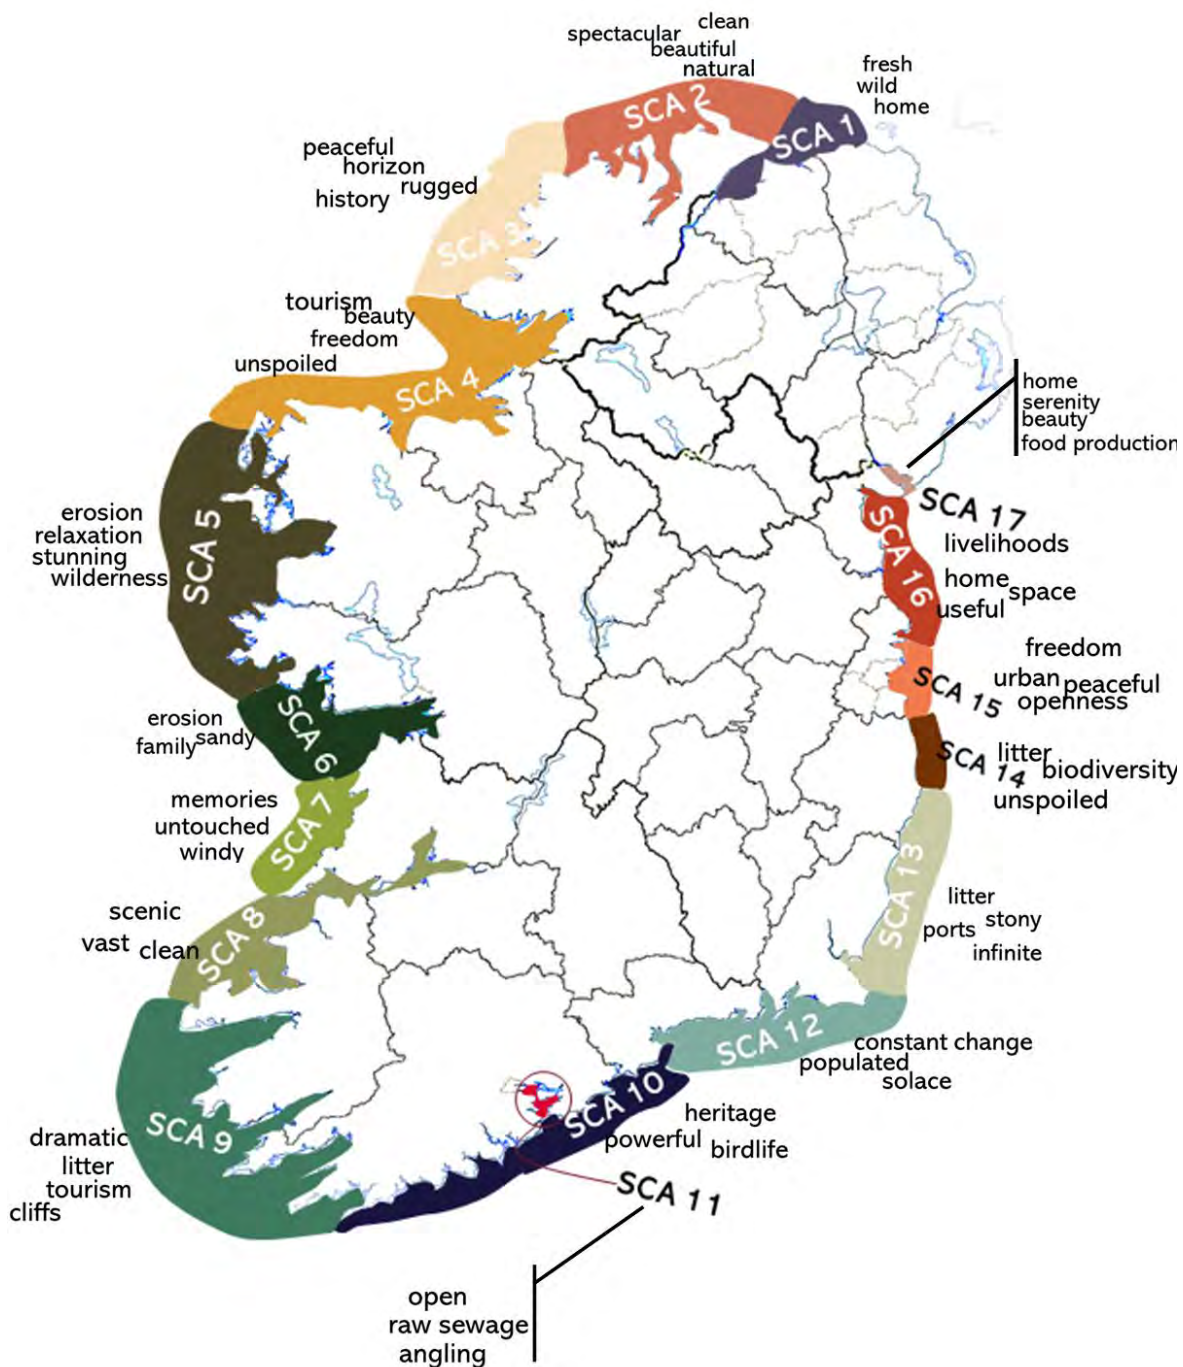 clean
spectacular
beautiful
natural
SCA 2
fresh
wild
home
SCA 1
peaceful
horizon
rugged
history
SCA 3
tourism
beauty
freedom
unspoiled
SCA 4
home
serenity
beauty
food production
SCA 17
erosion
relaxation
stunning
wilderness
SCA 5
livelihoods
home
space
useful
SCA 16
freedom
urban
peaceful
openness
SCA 15
erosion
sandy
family
SCA 6
litter
biodiversity
unspoiled
SCA 14
memories
untouched
windy
SCA 7
litter
stony
ports
infinite
SCA 13
scenic
vast
clean
SCA 8
constant change
populated
solace
SCA 12
heritage
powerful
birdlife
SCA 10
dramatic
litter
tourism
cliffs
SCA 9
SCA 11
open
raw sewage
angling